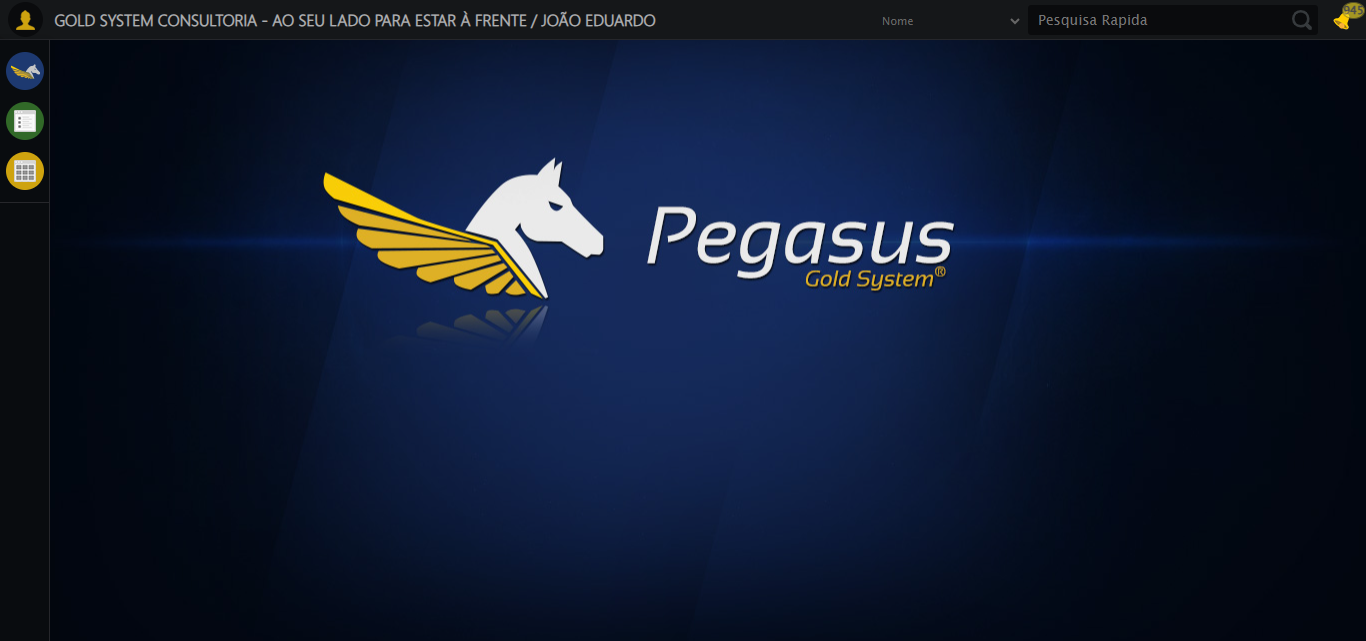 GOLD SYSTEM CONSULTORIA - AO SEU LADO PARA ESTAR À FRENTE / JOÃO EDUARDO
Nome
Pesquisa Rapida
945
Pegasus
Gold System®